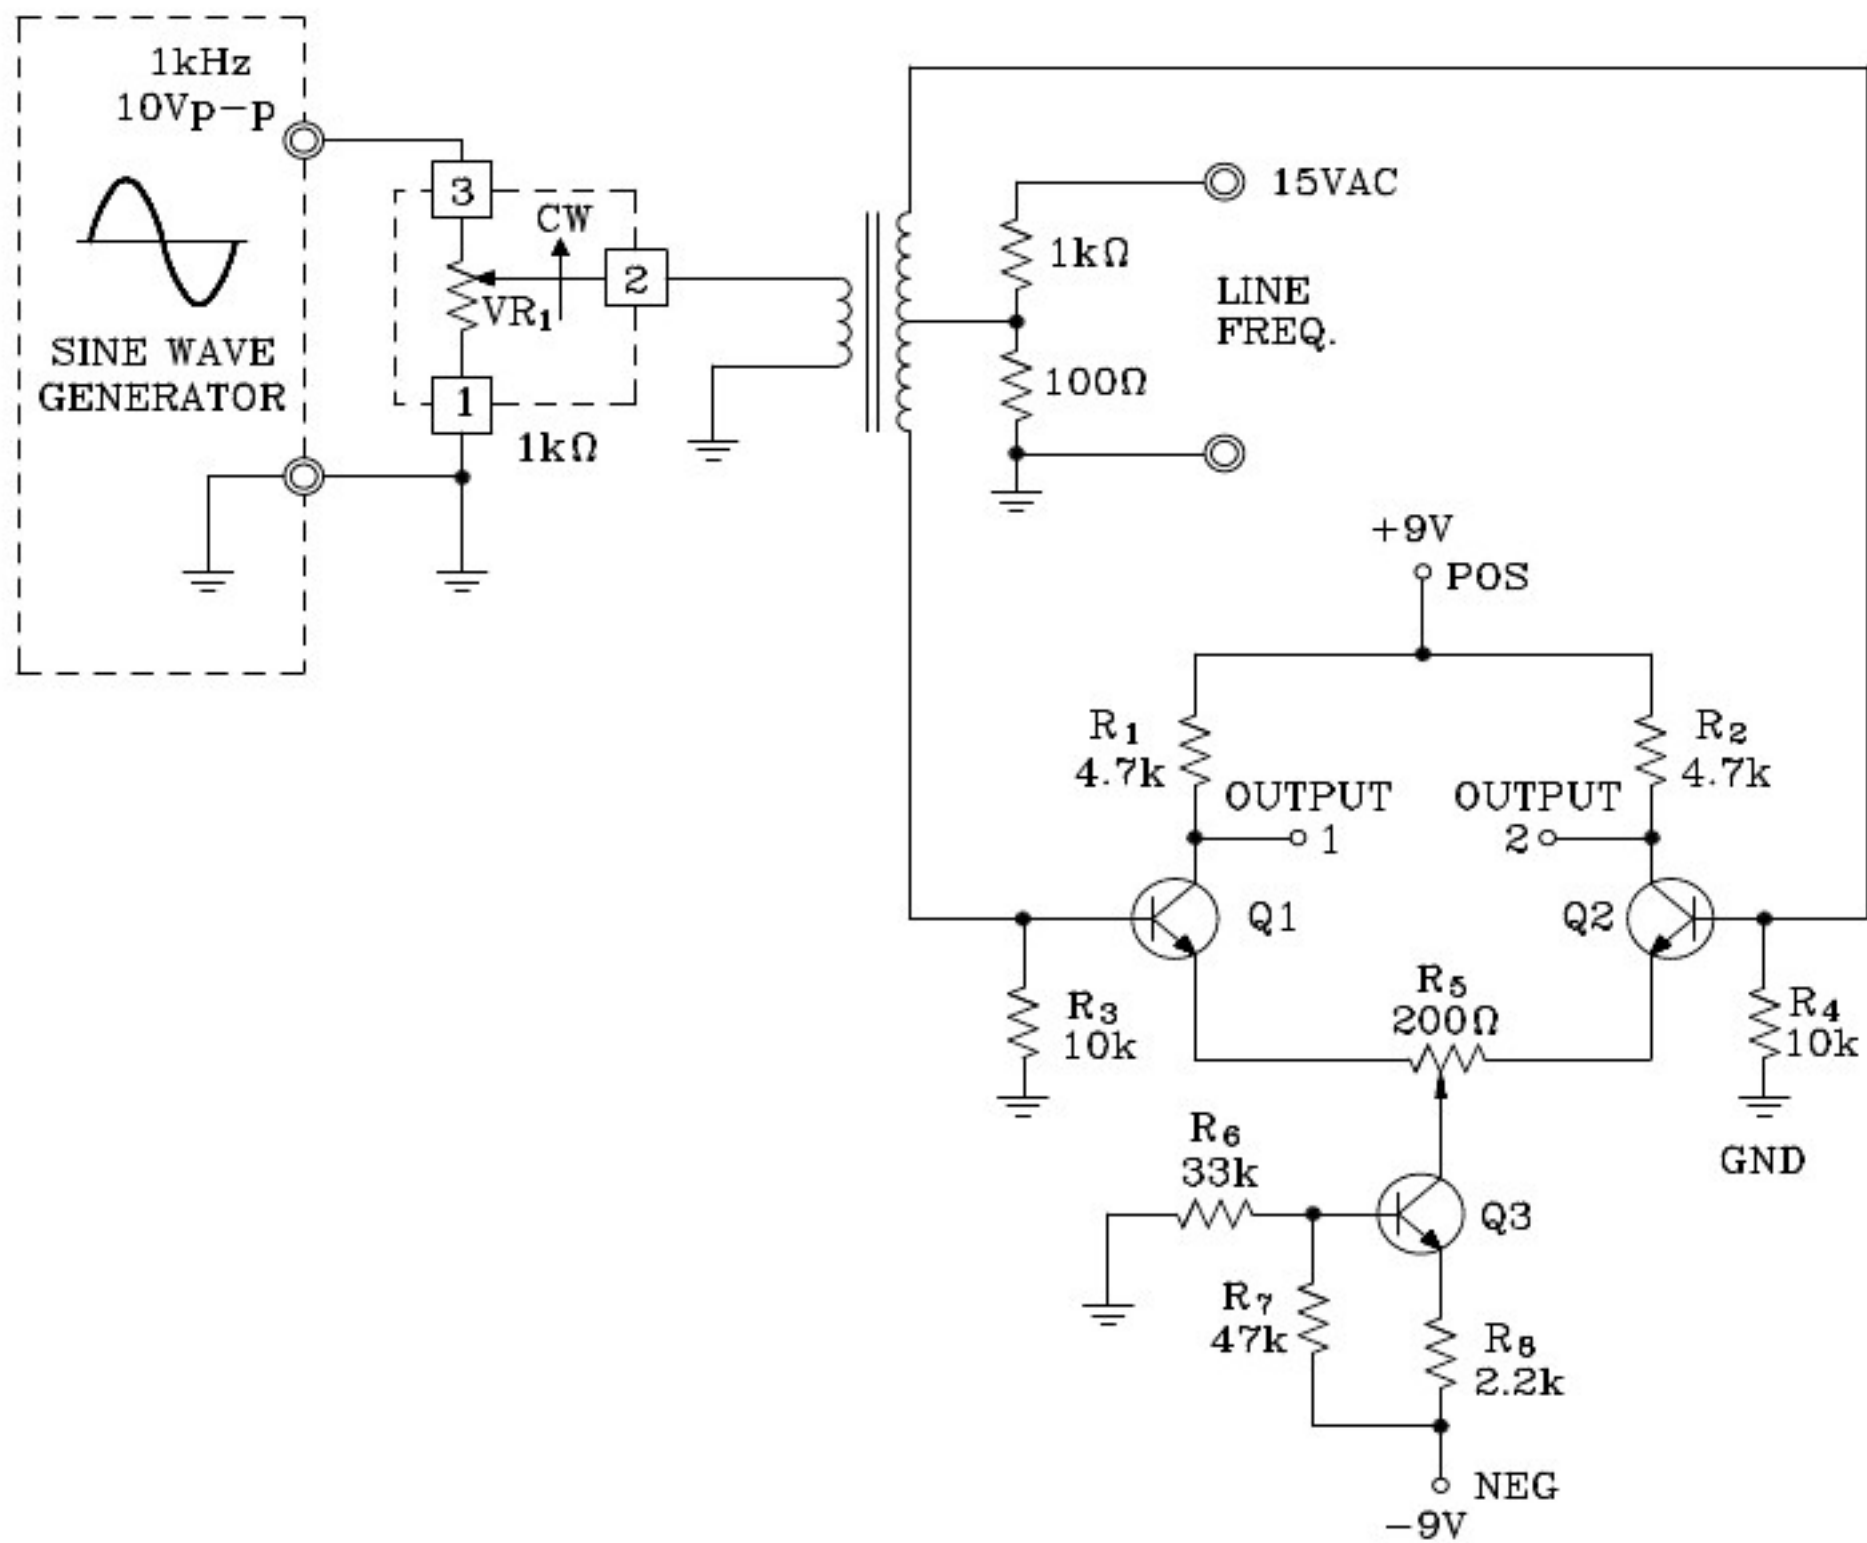 1kHz
10Vp-p
SINE WAVE
GENERATOR
3
CW
2
VR1
1
1kΩ
15VAC
1kΩ
LINE
FREQ.
100Ω
+9V
POS
R1
4.7k
R2
4.7k
OUTPUT
1
OUTPUT
2
Q1
Q2
R3
10k
R5
200Ω
R4
10k
GND
R6
33k
Q3
R7
47k
R8
2.2k
NEG
-9V